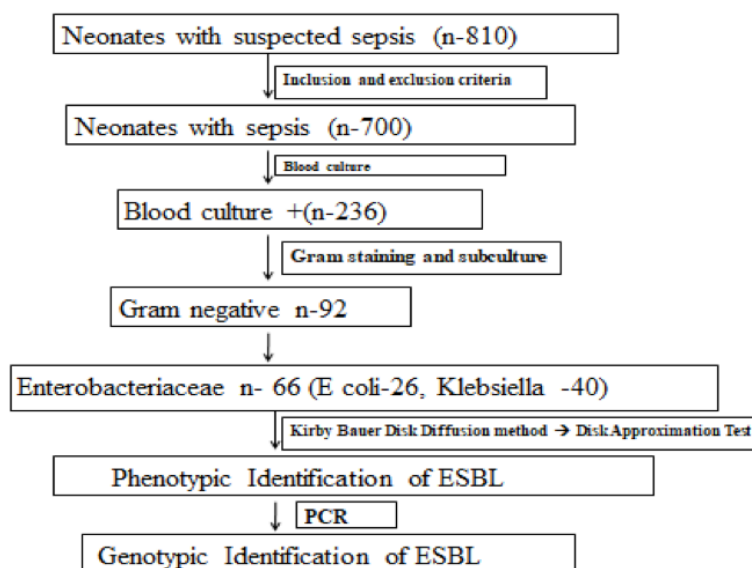 Neonates with suspected sepsis (n-810)
Inclusion and exclusion criteria
Neonates with sepsis (n-700)
Blood culture
Blood culture +(n-236)
Gram staining and subculture
Gram negative n-92
Enterobacteriaceae n- 66 (E coli-26, Klebsiella -40)
Kirby Bauer Disk Diffusion method → Disk Approximation Test
Phenotypic Identification of ESBL
PCR
Genotypic Identification of ESBL